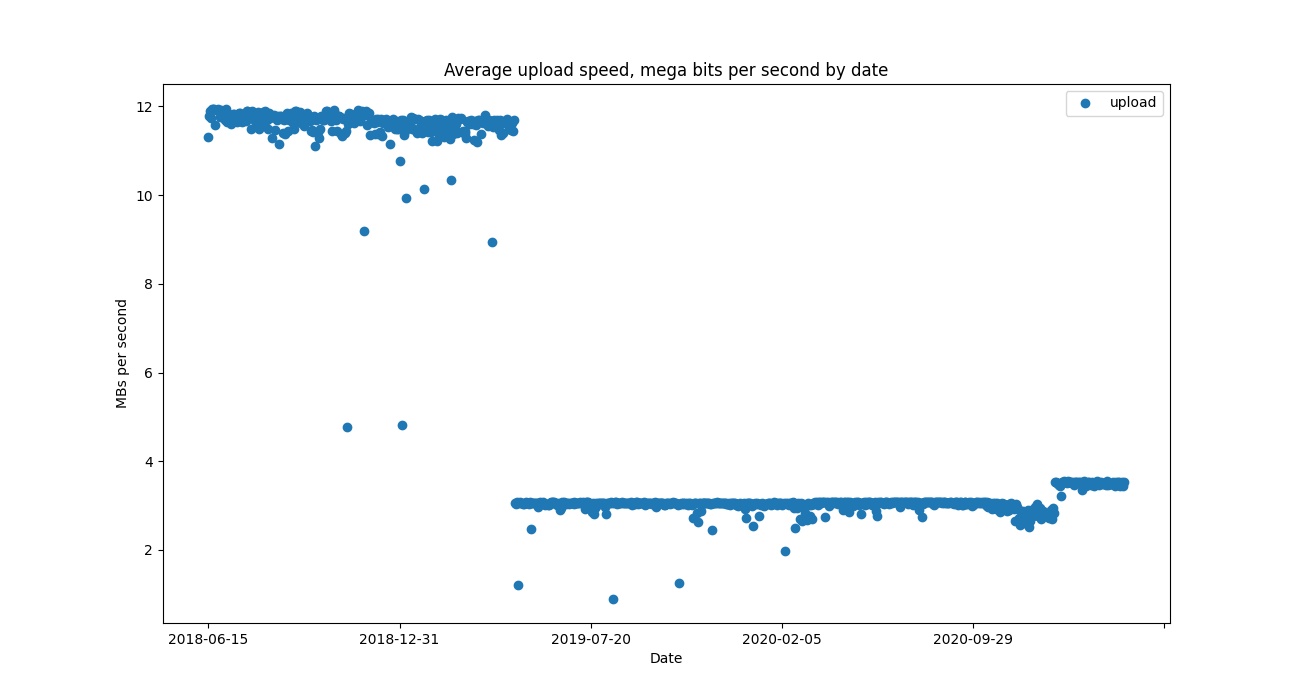 Average upload speed, mega bits per second by date
upload
12
10
8
6
4
2
MBs per second
2018-06-15
2018-12-31
2019-07-20
2020-02-05
2020-09-29
Date